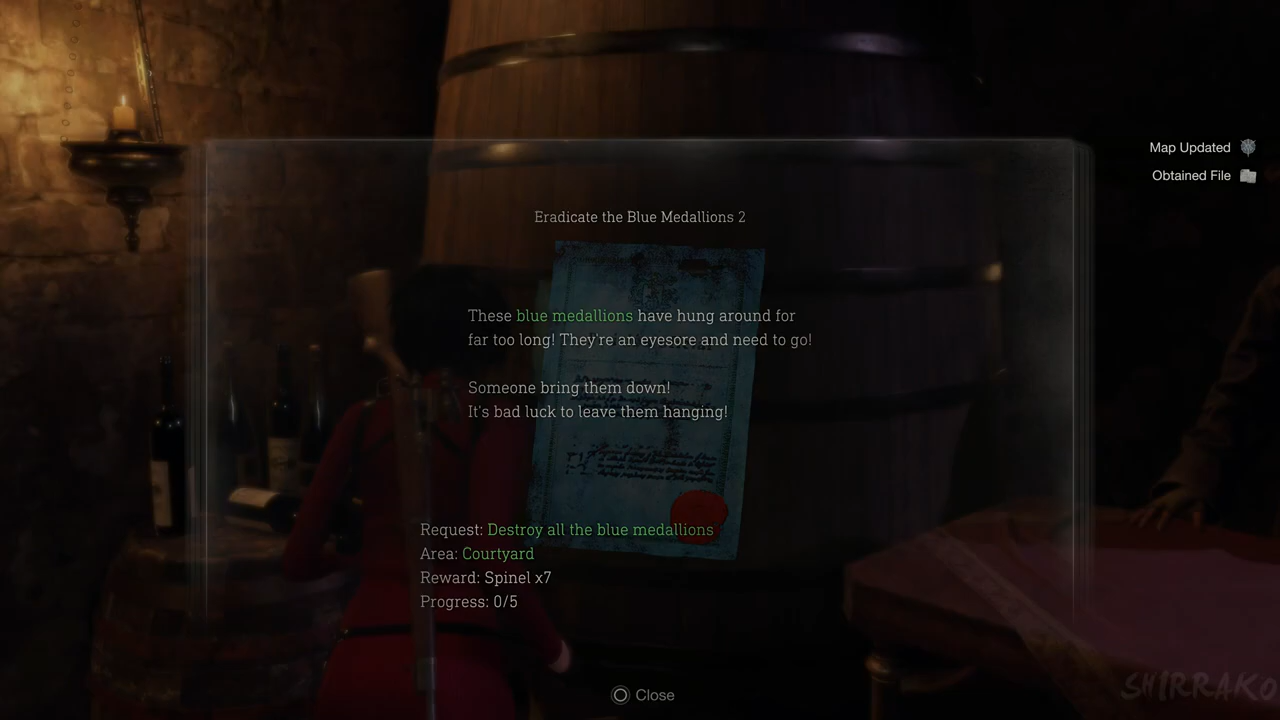 Map Updated
Obtained File
Eradicate the Blue Medallions 2
These blue medallions have hung around for
far too long! They're an eyesore and need to go!
Someone bring them down!
It's bad luck to leave them hanging!
Request: Destroy all the blue medallions
Area: Courtyard
Reward: Spinel x7
Progress: 0/5
Close
SHIRRAKO